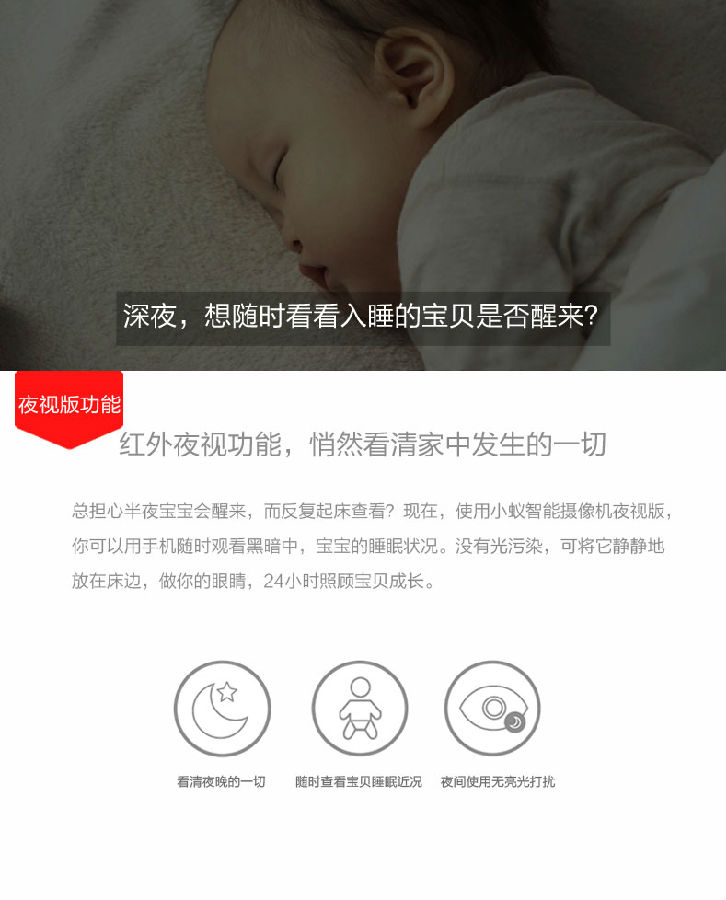 深夜，想随时看看入睡的宝贝是否醒来？
夜视版功能
红外夜视功能，悄然看清家中发生的一切
总担心半夜宝宝会醒来，而反复起床查看？现在，使用小蚁智能摄像机夜视版，
你可以用手机随时观看黑暗中，宝宝的睡眠状况。没有光污染，可将它静静地
放在床边，做你的眼睛，24小时照顾宝贝成长。
看清夜晚的一切
随时查看宝贝睡眠近况
夜间使用无亮光打扰